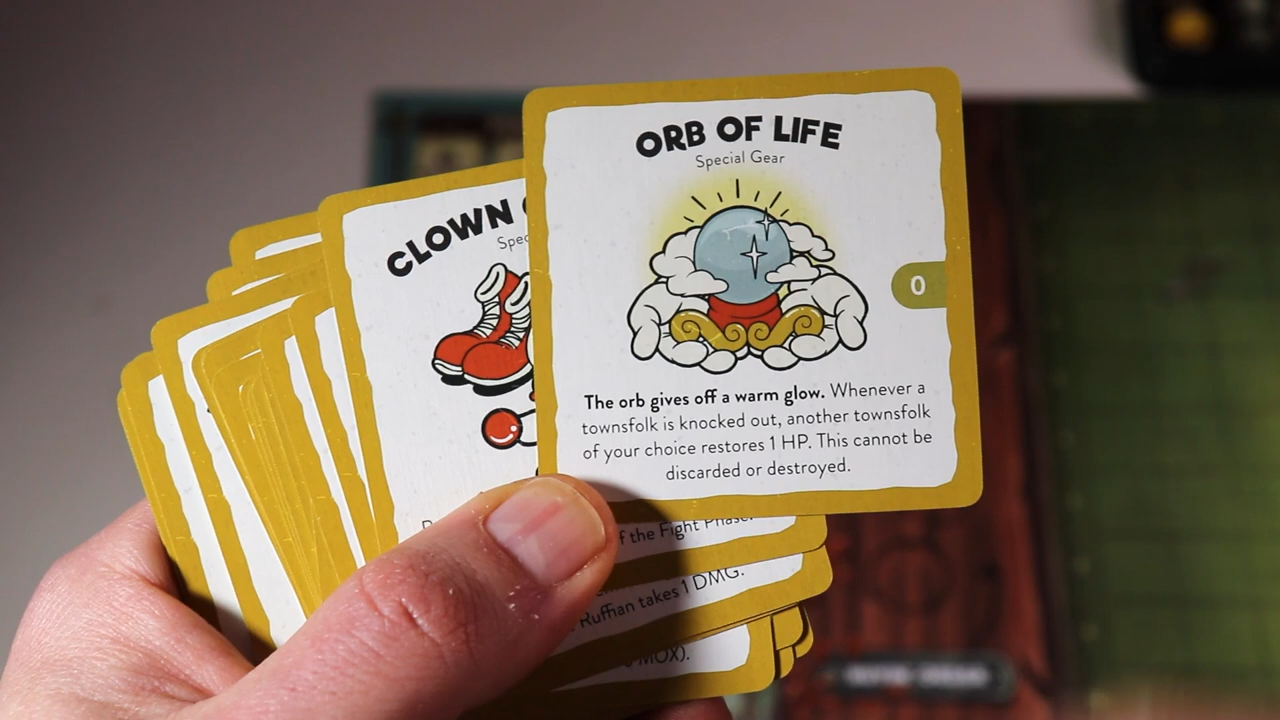 ORB OF LIFE
Special Gear
0
The orb gives off a warm glow. Whenever a
townsfolk is knocked out, another townsfolk
of your choice restores 1 HP. This cannot be
discarded or destroyed.
CLOWN
f the Fight Phase.
Ruffian takes 1 DMG.
MOX).